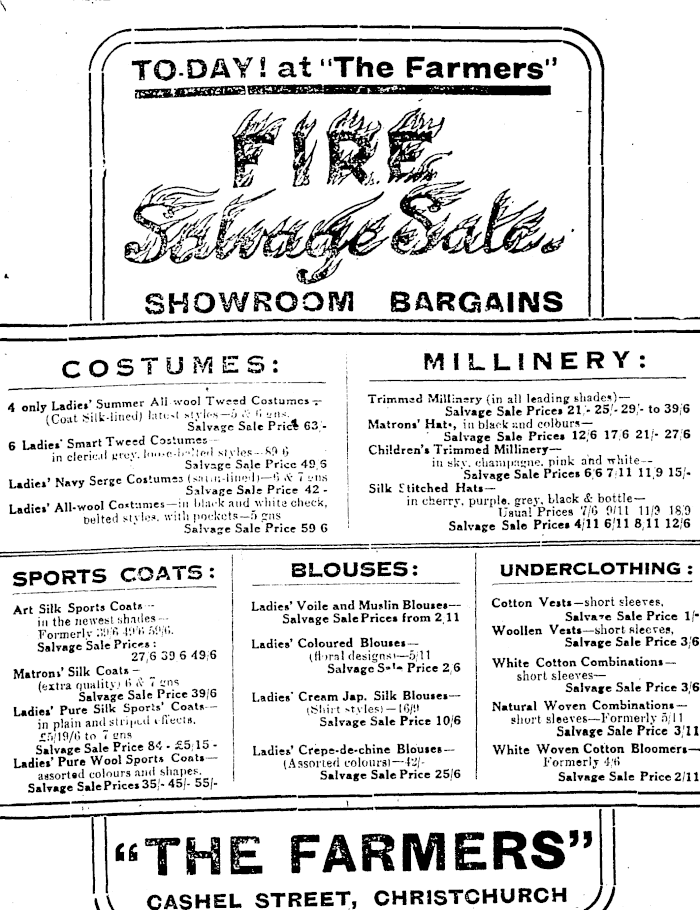 TO-DAY! at "The Farmers"
FIRE
Salvage Sale.
SHOWROOM BARGAINS
COSTUMES:
4 only Ladies' Summer All-wool Tweed Costumes—
(Coat Silk-lined) latest styles—5 & 6 gns.
Salvage Sale Price 63/-
6 Ladies' Smart Tweed Costumes—
in clerical grey, loose-belted styles—89 6
Salvage Sale Price 49 6
Ladies' Navy Serge Costumes (satin-lined)—6 & 7 gns
Salvage Sale Price 42 -
Ladies' All-wool Costumes—in black and white check,
belted styles, with pockets—5 gns
Salvage Sale Price 59 6
MILLINERY:
Trimmed Millinery (in all leading shades)—
Salvage Sale Prices 21/- 25/- 29/- to 39/6
Matrons' Hats, in black and colours—
Salvage Sale Prices 12/6 17 6 21/- 27/6
Children's Trimmed Millinery—
in sky, champagne, pink and white—
Salvage Sale Prices 6/6 7/11 11 9 15/-
Silk Stitched Hats—
in cherry, purple, grey, black & bottle—
Usual Prices 7/6 9/11 11/9 18/9
Salvage Sale Prices 4/11 6/11 8/11 12/6
SPORTS COATS:
Art Silk Sports Coats—
in the newest shades—
Formerly 39/6 49/6 59/6.
Salvage Sale Prices:
27/6 39 6 49/6
Matrons' Silk Coats—
(extra quality) 6 & 7 gns
Salvage Sale Price 39/6
Ladies' Pure Silk Sports' Coats—
in plain and striped effects,
£5/19/6 to 7 gns
Salvage Sale Price 84 - £5/15 -
Ladies' Pure Wool Sports Coats—
assorted colours and shapes.
Salvage Sale Prices 35/- 45/- 55/-
BLOUSES:
Ladies' Voile and Muslin Blouses—
Salvage Sale Prices from 2/11
Ladies' Coloured Blouses—
(floral designs)—5/11
Salvage Sale Price 2/6
Ladies' Cream Jap. Silk Blouses—
(Shirt styles)—16/9
Salvage Sale Price 10/6
Ladies' Crepe-de-chine Blouses—
(Assorted colours)—42/-
Salvage Sale Price 25/6
UNDERCLOTHING:
Cotton Vests—short sleeves,
Salvage Sale Price 1/-
Woollen Vests—short sleeves,
Salvage Sale Price 3/6
White Cotton Combinations—
short sleeves—
Salvage Sale Price 3/6
Natural Woven Combinations—
short sleeves—Formerly 5/11
Salvage Sale Price 3/11
White Woven Cotton Bloomers—
Formerly 4/6
Salvage Sale Price 2/11
"THE FARMERS"
CASHEL STREET, CHRISTCHURCH